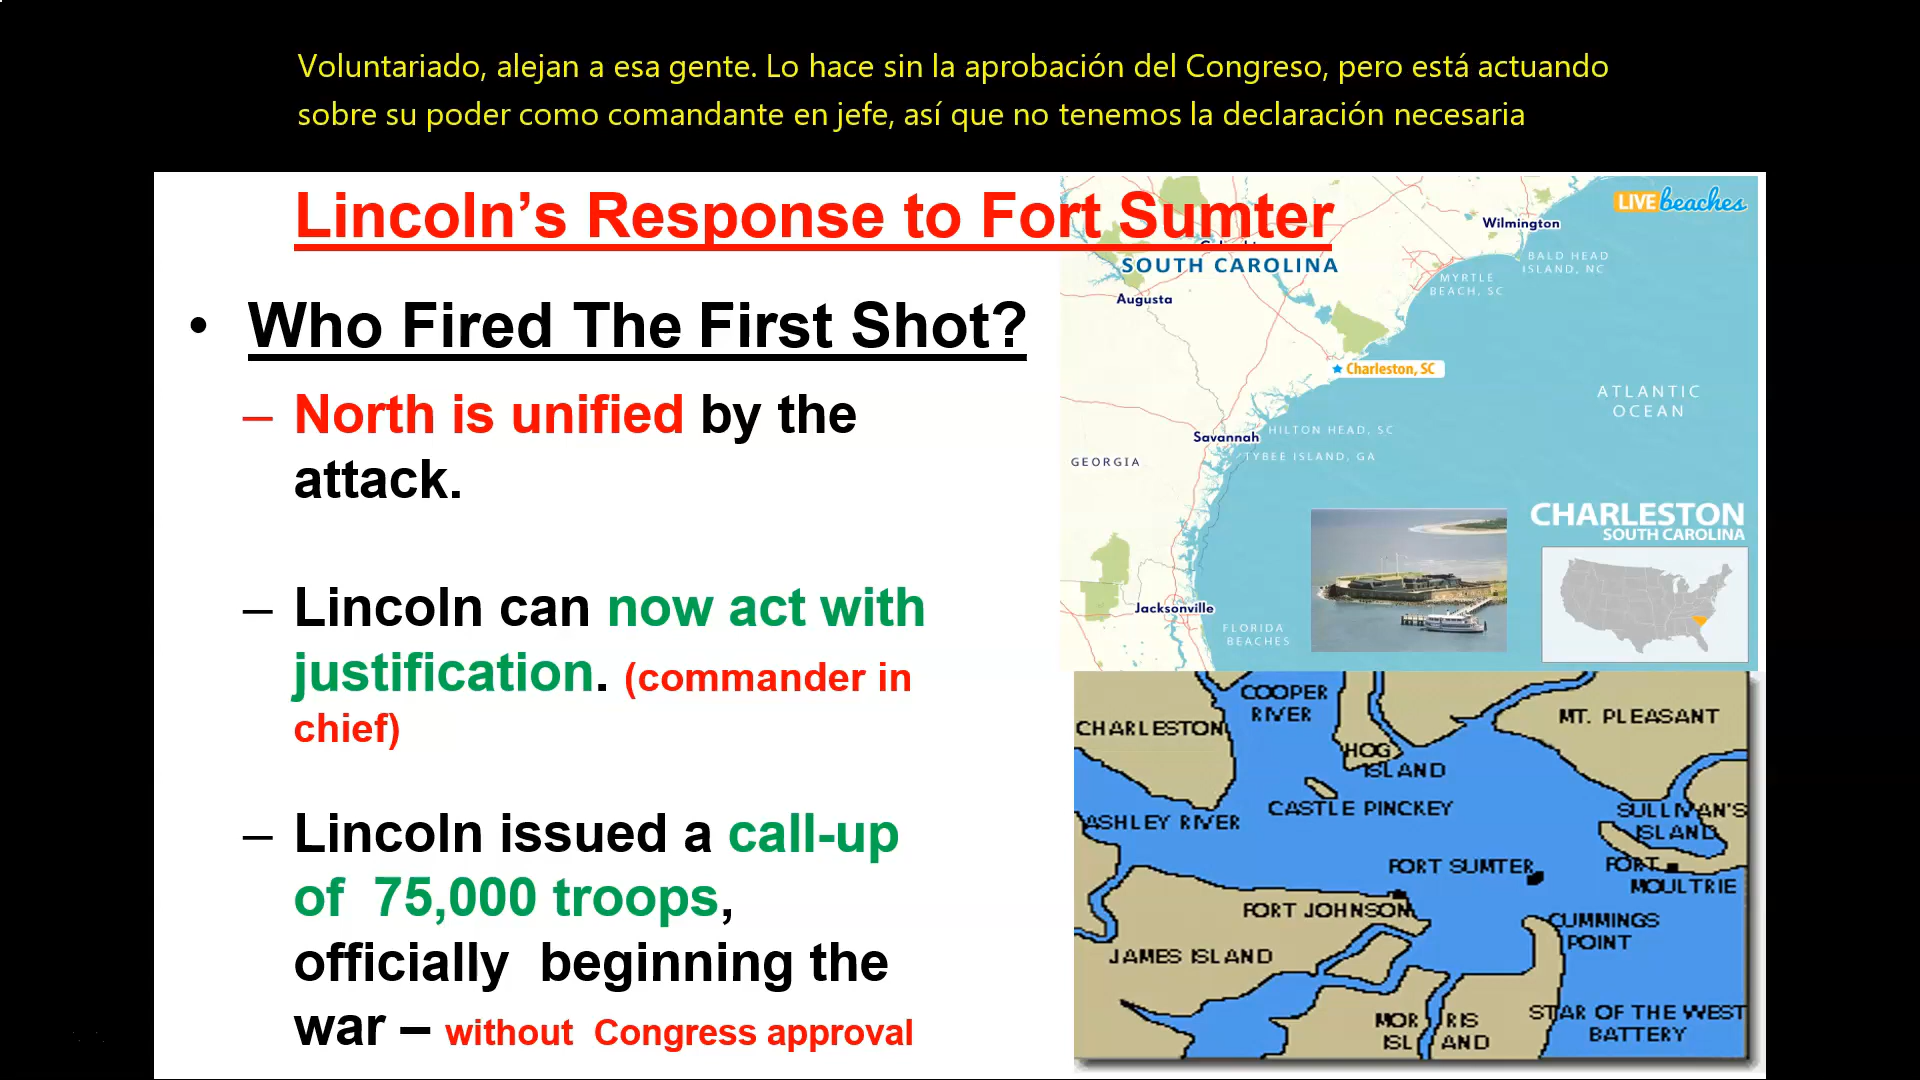 Voluntariado, alejan a esa gente. Lo hace sin la aprobación del Congreso, pero está actuando
sobre su poder como comandante en jefe, así que no tenemos la declaración necesaria
Lincoln's Response to Fort Sumter
• Who Fired The First Shot?
– North is unified by the
attack.
– Lincoln can now act with
justification. (commander in
chief)
– Lincoln issued a call-up
of 75,000 troops,
officially beginning the
war – without Congress approval
LIVE beaches
Wilmington
BALD HEAD
ISLAND, NC
SOUTH CAROLINA
MYRTLE
BEACH, SC
Augusta
Charleston, SC
ATLANTIC
OCEAN
HILTON HEAD, SC
Savannah
TYBEE ISLAND, GA
GEORGIA
CHARLESTON
SOUTH CAROLINA
Jacksonville
FLORIDA
BEACHES
COOPER
RIVER
MT. PLEASANT
CHARLESTON
HOG
ISLAND
CASTLE PINCKEY
SULLIVAN'S
ISLAND
ASHLEY RIVER
FORT SUMTER
FORT
MOULTRIE
FORT JOHNSON
CUMMINGS
POINT
JAMES ISLAND
STAR OF THE WEST
BATTERY
MORRIS
ISLAND